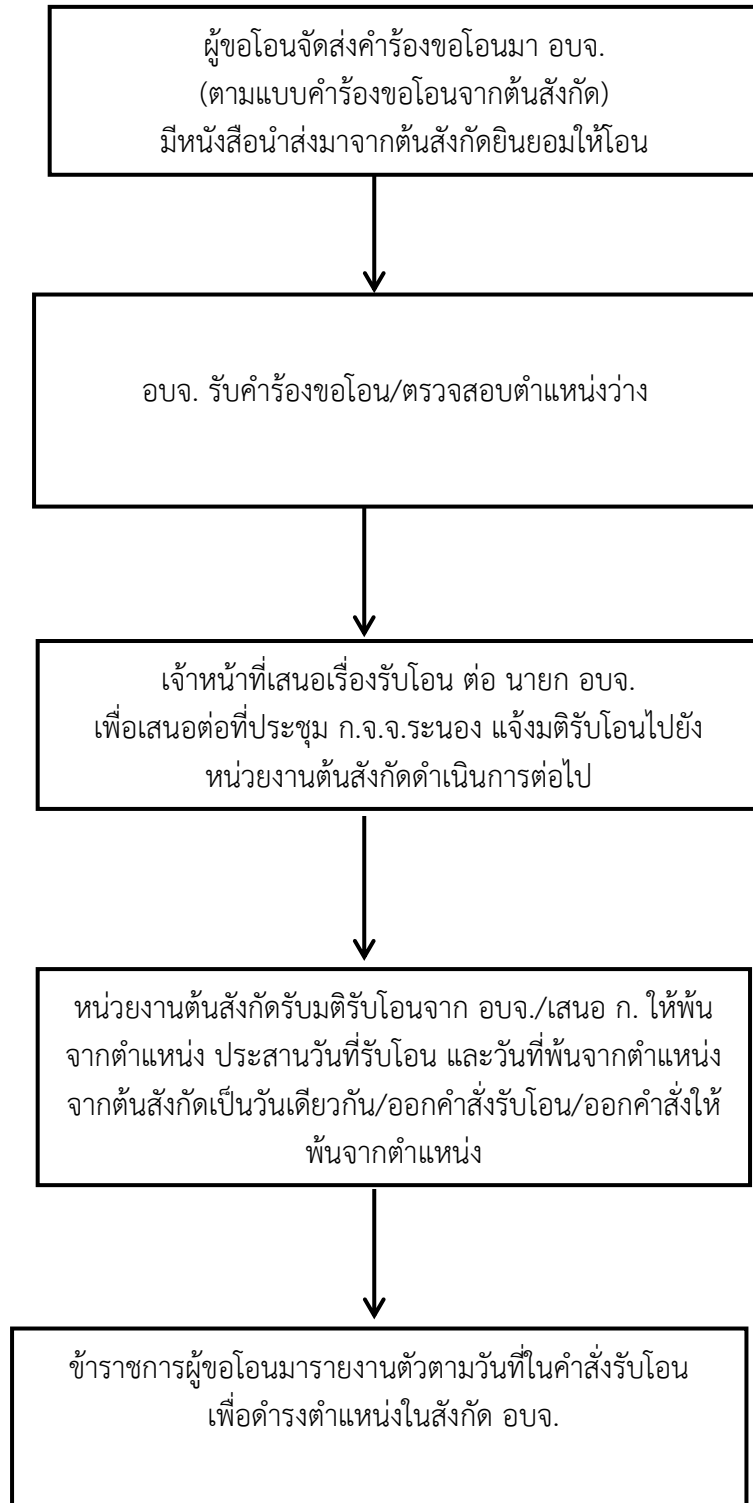 ผู้ขอโอนจัดส่งคำร้องขอโอนมา อบจ.
(ตามแบบคำร้องขอโอนจากต้นสังกัด)
มีหนังสือนำส่งมาจากต้นสังกัดยินยอมให้โอน
อบจ. รับคำร้องขอโอน/ตรวจสอบตำแหน่งว่าง
เจ้าหน้าที่เสนอเรื่องรับโอน ต่อ นายก อบจ.
เพื่อเสนอต่อที่ประชุม ก.จ.จ.ระนอง แจ้งมติรับโอนไปยัง
หน่วยงานต้นสังกัดดำเนินการต่อไป
หน่วยงานต้นสังกัดรับมติรับโอนจาก อบจ./เสนอ ก. ให้พ้น
จากตำแหน่ง ประสานวันที่รับโอน และวันที่พ้นจากตำแหน่ง
จากต้นสังกัดเป็นวันเดียวกัน/ออกคำสั่งรับโอน/ออกคำสั่งให้
พ้นจากตำแหน่ง
ข้าราชการผู้ขอโอนมารายงานตัวตามวันที่ในคำสั่งรับโอน
เพื่อดำรงตำแหน่งในสังกัด อบจ.